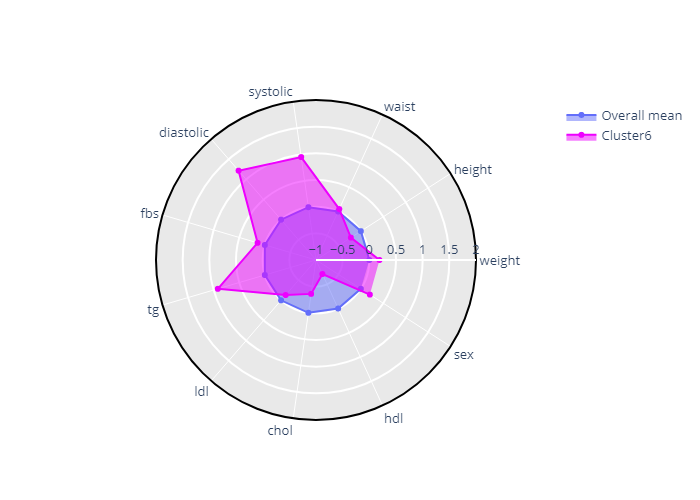 systolic
waist
diastolic
height
fbs
−1 −0.5 0 0.5 1 1.5 2
weight
tg
sex
ldl
hdl
chol
Overall mean
Cluster6